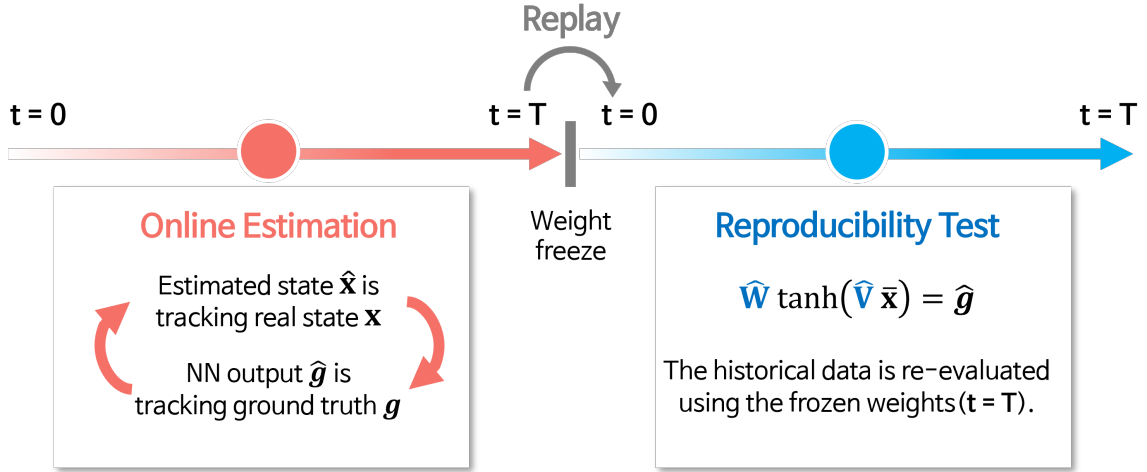 Replay
t = 0
t = T
t = 0
t = T
Weight
freeze
Online Estimation
Estimated state x̂ is
tracking real state x
NN output ĝ is
tracking ground truth g
Reproducibility Test
Ŵ tanh(V̂ x̄) = ĝ
The historical data is re-evaluated
using the frozen weights(t = T).